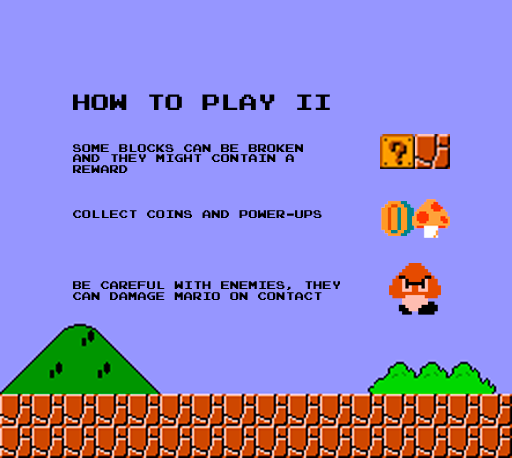 HOW TO PLAY II
SOME BLOCKS CAN BE BROKEN
AND THEY MIGHT CONTAIN A
REWARD
?
COLLECT COINS AND POWER-UPS
BE CAREFUL WITH ENEMIES, THEY
CAN DAMAGE MARIO ON CONTACT